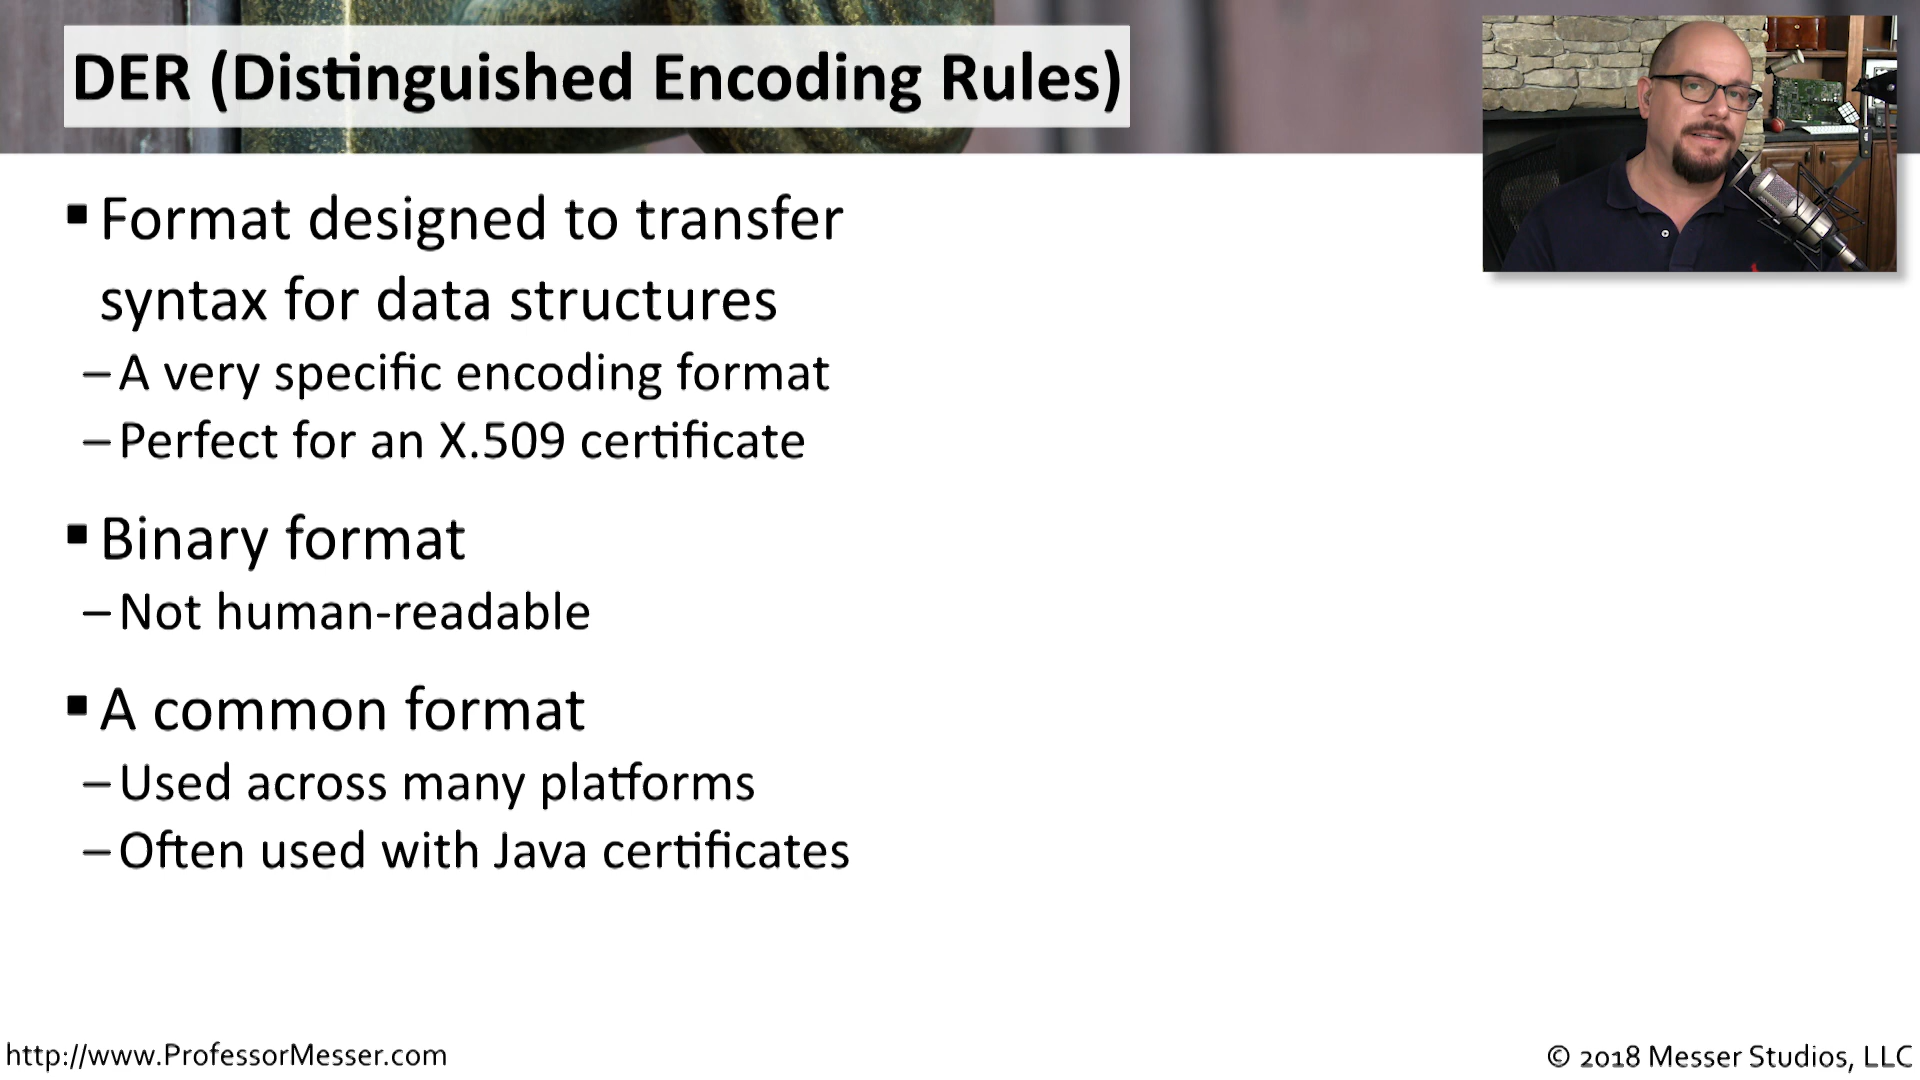 DER (Distinguished Encoding Rules)
▪ Format designed to transfer
syntax for data structures
– A very specific encoding format
– Perfect for an X.509 certificate
▪ Binary format
– Not human-readable
▪ A common format
– Used across many platforms
– Often used with Java certificates
http://www.ProfessorMesser.com
© 2018 Messer Studios, LLC